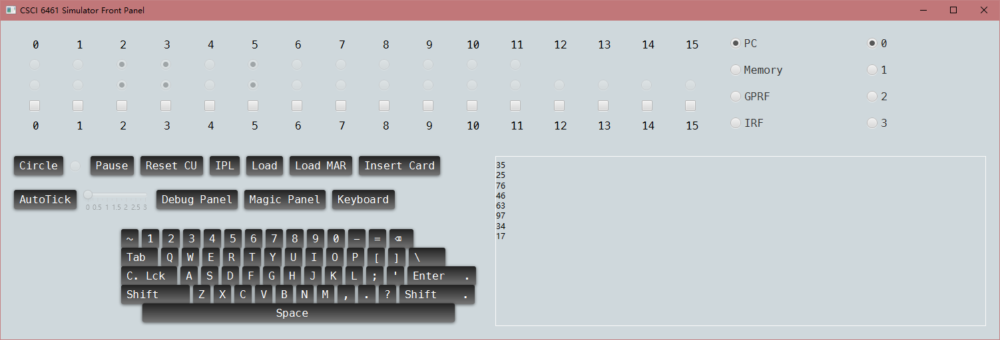 CSCI 6461 Simulator Front Panel
0 1 2 3 4 5 6 7 8 9 10 11 12 13 14 15
PC 0
Memory 1
GPRF 2
IRF 3
0 1 2 3 4 5 6 7 8 9 10 11 12 13 14 15
Circle Pause Reset CU IPL Load Load MAR Insert Card
AutoTick 0 0.5 1 1.5 2 2.5 3 Debug Panel Magic Panel Keyboard
~ 1 2 3 4 5 6 7 8 9 0 − = ⌫
Tab Q W E R T Y U I O P [ ] \
C. Lck A S D F G H J K L ; ' Enter .
Shift Z X C V B N M , . ? Shift .
Space
35
25
76
46
63
97
34
17